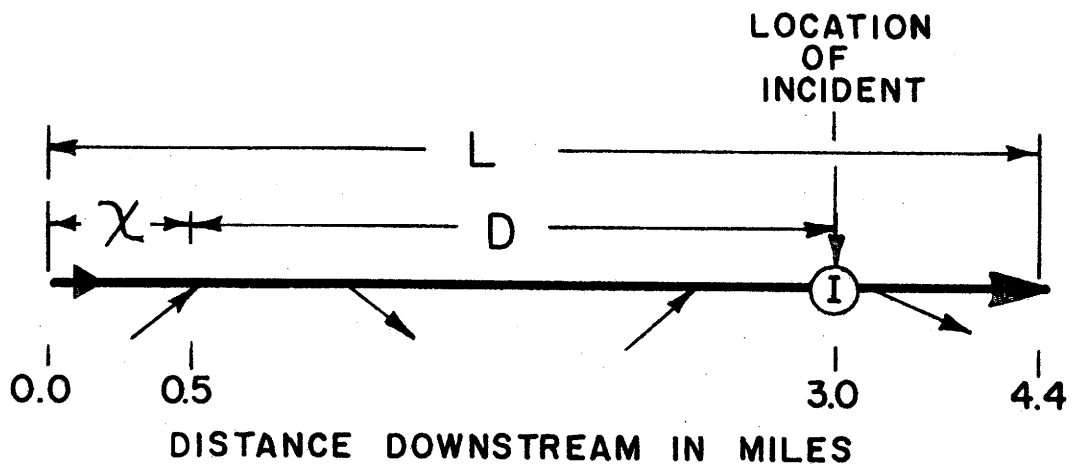 LOCATION
OF
INCIDENT
L
χ D
I
0.0 0.5 3.0 4.4
DISTANCE DOWNSTREAM IN MILES